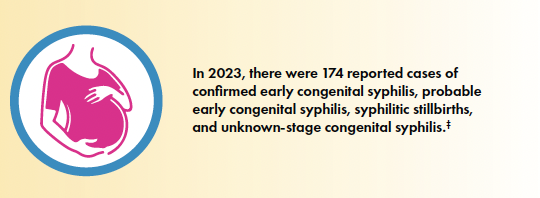 In 2023, there were 174 reported cases of
confirmed early congenital syphilis, probable
early congenital syphilis, syphilitic stillbirths,
and unknown-stage congenital syphilis.‡